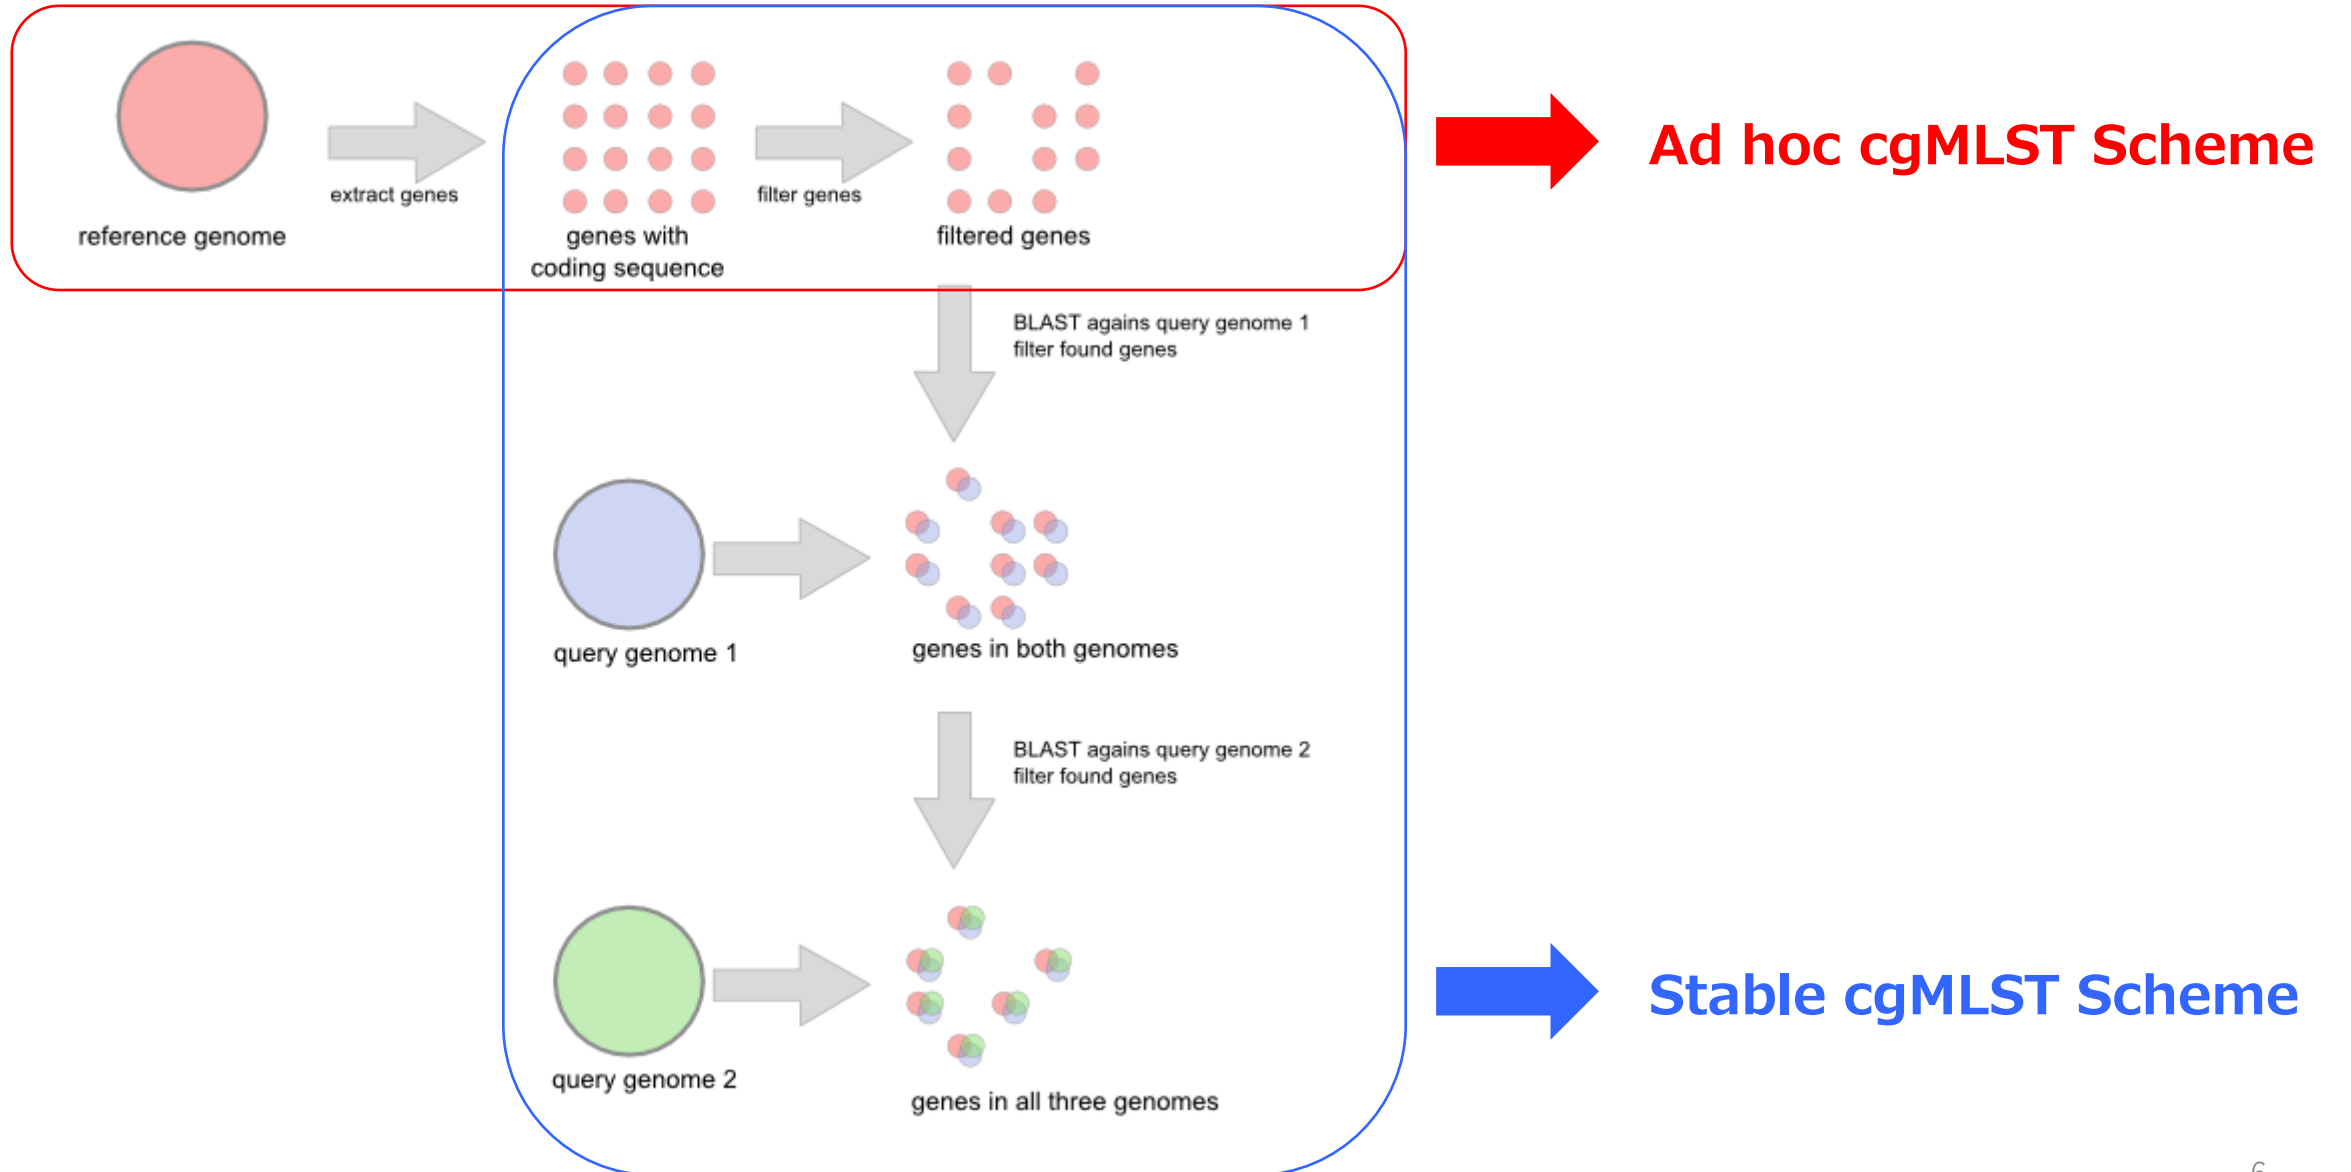 extract genes
filter genes
reference genome
genes with
coding sequence
filtered genes
Ad hoc cgMLST Scheme
BLAST agains query genome 1
filter found genes
query genome 1
genes in both genomes
BLAST agains query genome 2
filter found genes
query genome 2
genes in all three genomes
Stable cgMLST Scheme
6